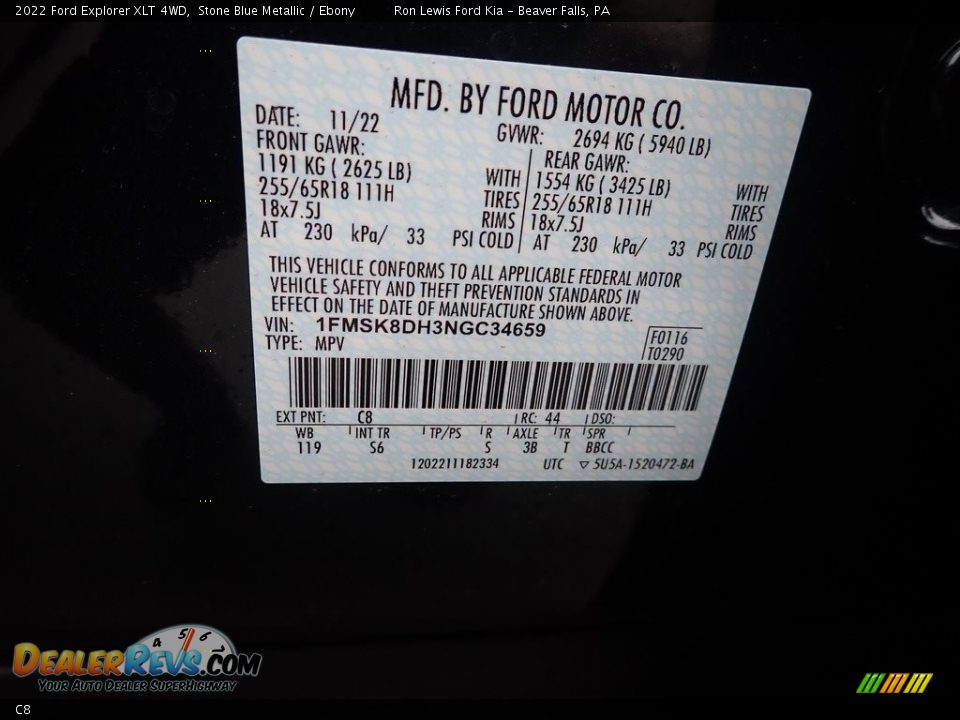 2022 Ford Explorer XLT 4WD, Stone Blue Metallic / Ebony Ron Lewis Ford Kia - Beaver Falls, PA
MFD. BY FORD MOTOR CO.
DATE: 11/22 GVWR: 2694 KG ( 5940 LB)
FRONT GAWR: REAR GAWR:
1191 KG ( 2625 LB) WITH 1554 KG ( 3425 LB) WITH
255/65R18 111H TIRES 255/65R18 111H TIRES
18x7.5J RIMS 18x7.5J RIMS
AT 230 kPa/ 33 PSI COLD AT 230 kPa/ 33 PSI COLD
THIS VEHICLE CONFORMS TO ALL APPLICABLE FEDERAL MOTOR
VEHICLE SAFETY AND THEFT PREVENTION STANDARDS IN
EFFECT ON THE DATE OF MANUFACTURE SHOWN ABOVE.
VIN: 1FMSK8DH3NGC34659 F0116
TYPE: MPV T0290
EXT PNT: C8 RC: 44 DSO:
WB INT TR TP/PS R AXLE TR SPR
119 S6 S 3B T BBCC
1202211182334 UTC ▽ 5U5A-1520472-BA
4 5 6
DEALERREVS.COM
YOUR AUTO DEALER SUPERHIGHWAY
C8